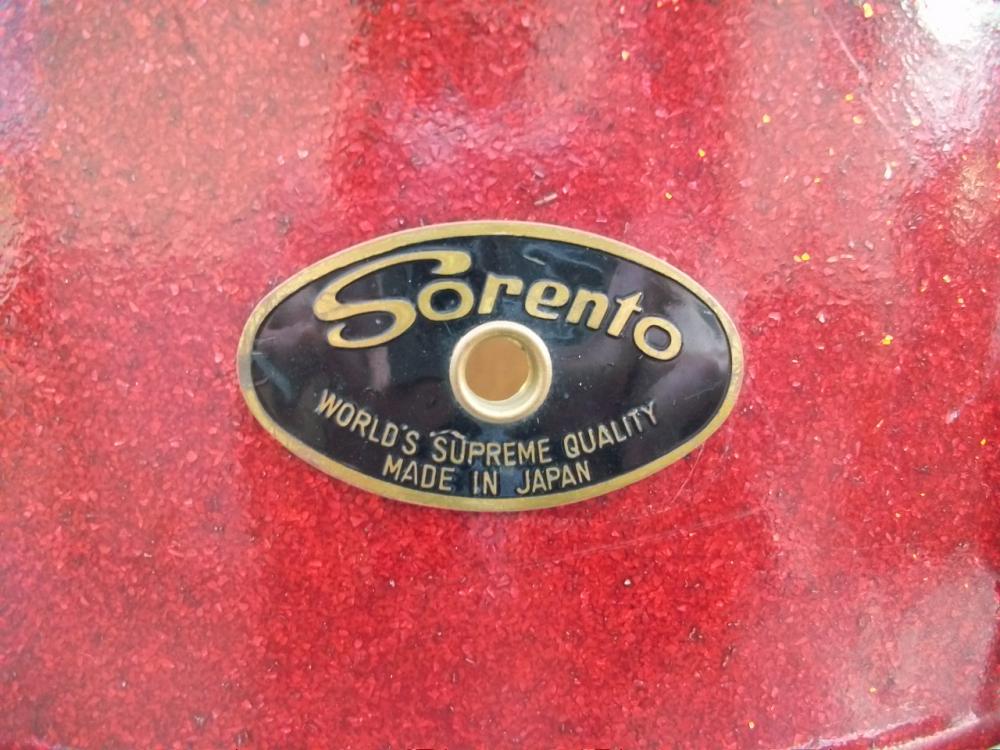 Sorento
WORLD'S SUPREME QUALITY
MADE IN JAPAN